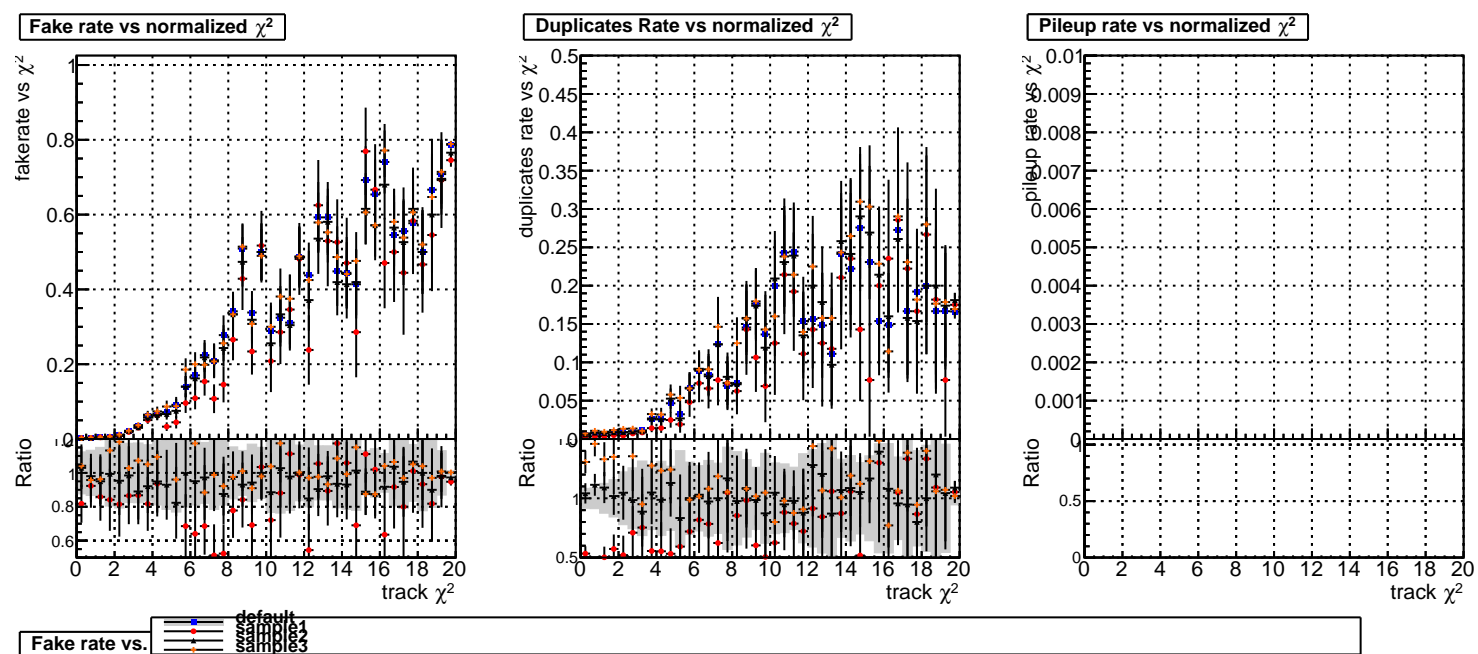 Fake rate vs normalized χ²
fakerate vs χ²
1
0.8
0.6
0.4
0.2
0
Ratio
1
0.8
0.6
0 2 4 6 8 10 12 14 16 18 20
track χ²
Duplicates Rate vs normalized χ²
duplicates rate vs χ²
0.5
0.45
0.4
0.35
0.3
0.25
0.2
0.15
0.1
0.05
0
Ratio
1
0.5
0 2 4 6 8 10 12 14 16 18 20
track χ²
Pileup rate vs normalized χ²
pileup rate vs χ²
0.01
0.009
0.008
0.007
0.006
0.005
0.004
0.003
0.002
0.001
0
Ratio
1
0.5
0
0 2 4 6 8 10 12 14 16 18 20
track χ²
Fake rate vs.
default
sample1
sample2
sample3